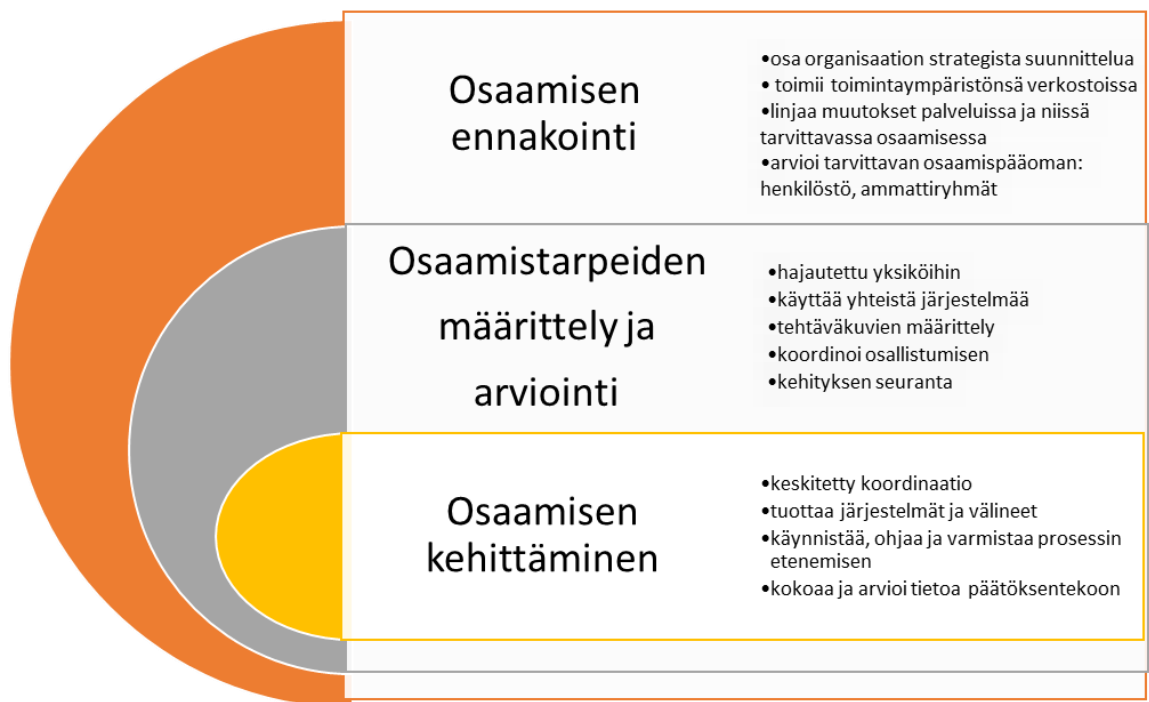 Osaamisen
ennakointi
•osa organisaation strategista suunnittelua
• toimii toimintaympäristönsä verkostoissa
•linjaa muutokset palveluissa ja niissä
tarvittavassa osaamisessa
•arvioi tarvittavan osaamispääoman:
henkilöstö, ammattiryhmät
Osaamistarpeiden
määrittely ja
arviointi
•hajautettu yksiköihin
•käyttää yhteistä järjestelmää
•tehtäväkuvien määrittely
•koordinoi osallistumisen
•kehityksen seuranta
Osaamisen
kehittäminen
•keskitetty koordinaatio
•tuottaa järjestelmät ja välineet
•käynnistää, ohjaa ja varmistaa prosessin
etenemisen
•kokoaa ja arvioi tietoa päätöksentekoon